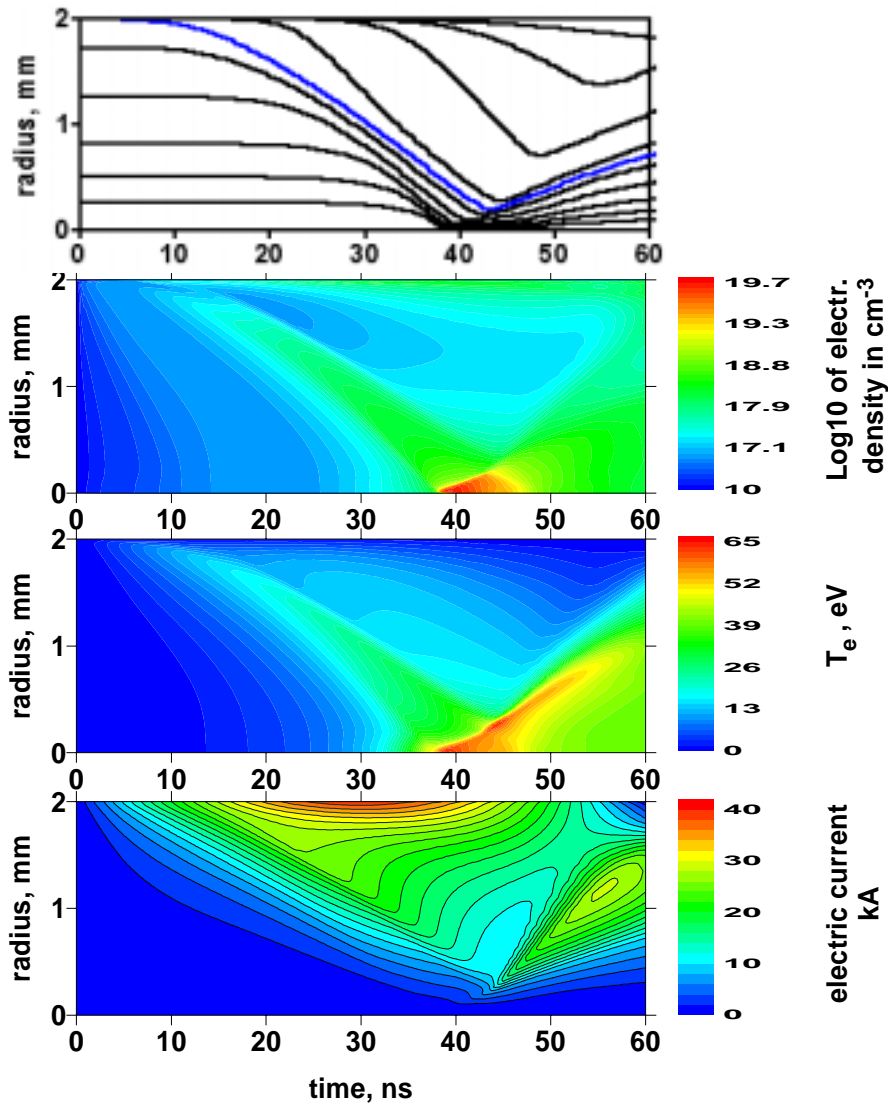 2
1
0
radius, mm
0 10 20 30 40 50 60
2
1
0
radius, mm
0 10 20 30 40 50 60
19.7
19.3
18.8
17.9
17.1
10
Log10 of electr.
density in cm-3
2
1
0
radius, mm
0 10 20 30 40 50 60
65
52
39
26
13
0
Te , eV
2
1
0
radius, mm
0 10 20 30 40 50 60
40
30
20
10
0
electric current
kA
time, ns